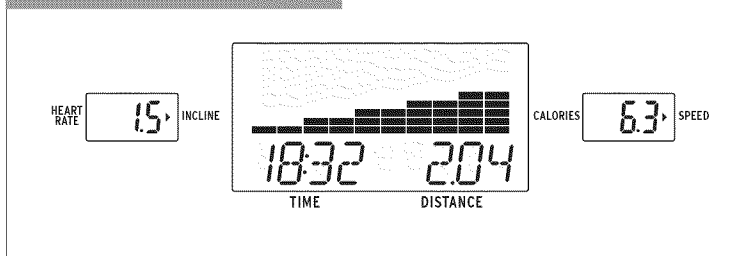 HEART RATE 1.5 INCLINE
CALORIES 6.3 SPEED
18:32 2.04
TIME DISTANCE